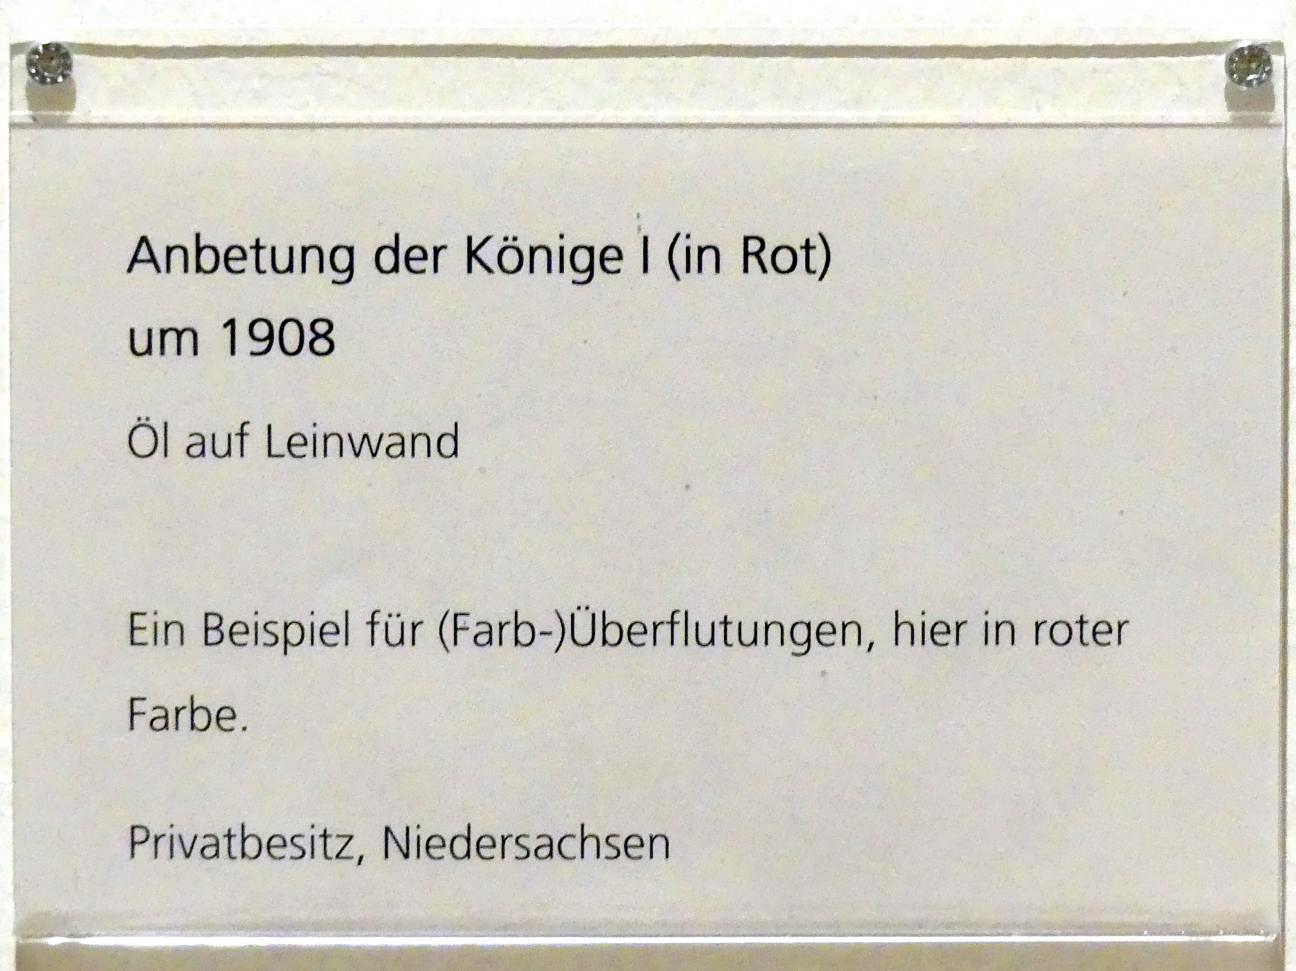 Anbetung der Könige I (in Rot)
um 1908
Öl auf Leinwand
Ein Beispiel für (Farb-)Überflutungen, hier in roter
Farbe.
Privatbesitz, Niedersachsen